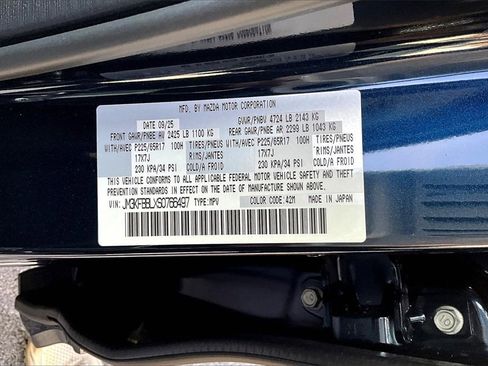 MFD. BY MAZDA MOTOR CORPORATION
DATE 09/25 GVWR/PNBV 4724 LB 2143 KG
FRONT GAWR/PNBE AV 2425 LB 1100 KG REAR GAWR/PNBE AR 2299 LB 1043 KG
WITH/AVEC P225/65R17 100H TIRES/PNEUS WITH/AVEC P225/65R17 100H TIRES/PNEUS
17X7J RIMS/JANTES 17X7J RIMS/JANTES
230 KPA/34 PSI COLD/A FROID 230 KPA/34 PSI COLD/A FROID
THIS VEHICLE CONFORMS TO ALL APPLICABLE FEDERAL MOTOR VEHICLE SAFETY AND
THEFT PREVENTION STANDARDS IN EFFECT ON THE DATE OF MANUFACTURE SHOWN ABOVE.
JM3KFBBLXS0766497 TYPE:MPV COLOR CODE:42M MADE IN JAPAN